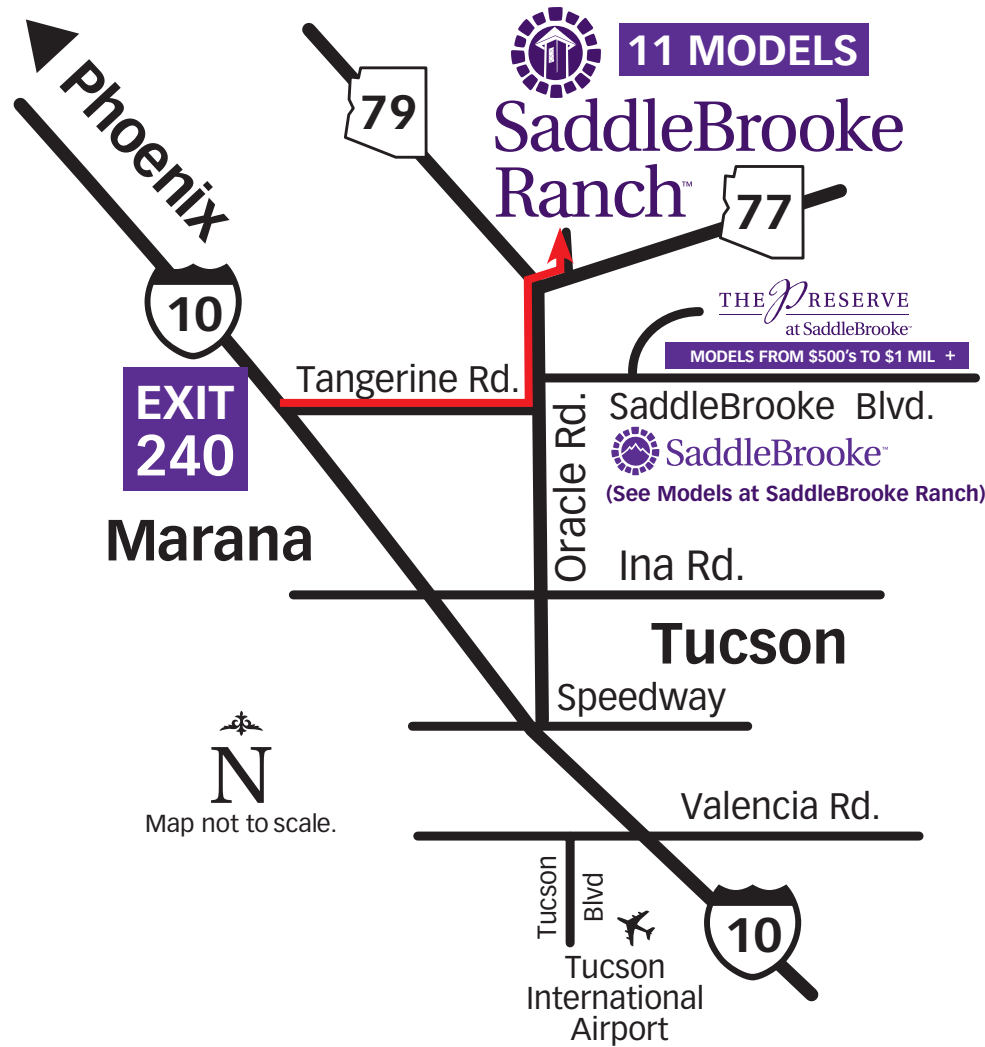 Phoenix
79
11 MODELS
SaddleBrooke
Ranch™
77
10
THE PRESERVE
at SaddleBrooke™
MODELS FROM $500's TO $1 MIL +
EXIT
240
Tangerine Rd.
SaddleBrooke Blvd.
Oracle Rd.
SaddleBrooke™
(See Models at SaddleBrooke Ranch)
Marana
Ina Rd.
Tucson
Speedway
N
Map not to scale.
Valencia Rd.
Tucson
Blvd
10
Tucson
International
Airport